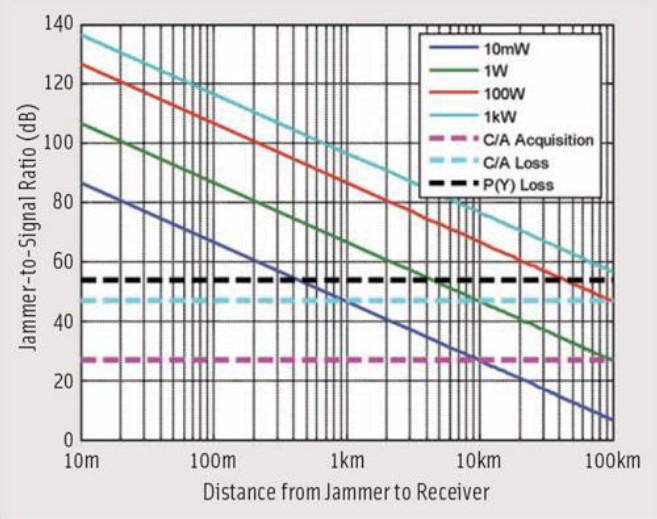 140
120
100
80
60
40
20
0
Jammer-to-Signal Ratio (dB)
10mW
1W
100W
1kW
C/A Acquisition
C/A Loss
P(Y) Loss
10m 100m 1km 10km 100km
Distance from Jammer to Receiver